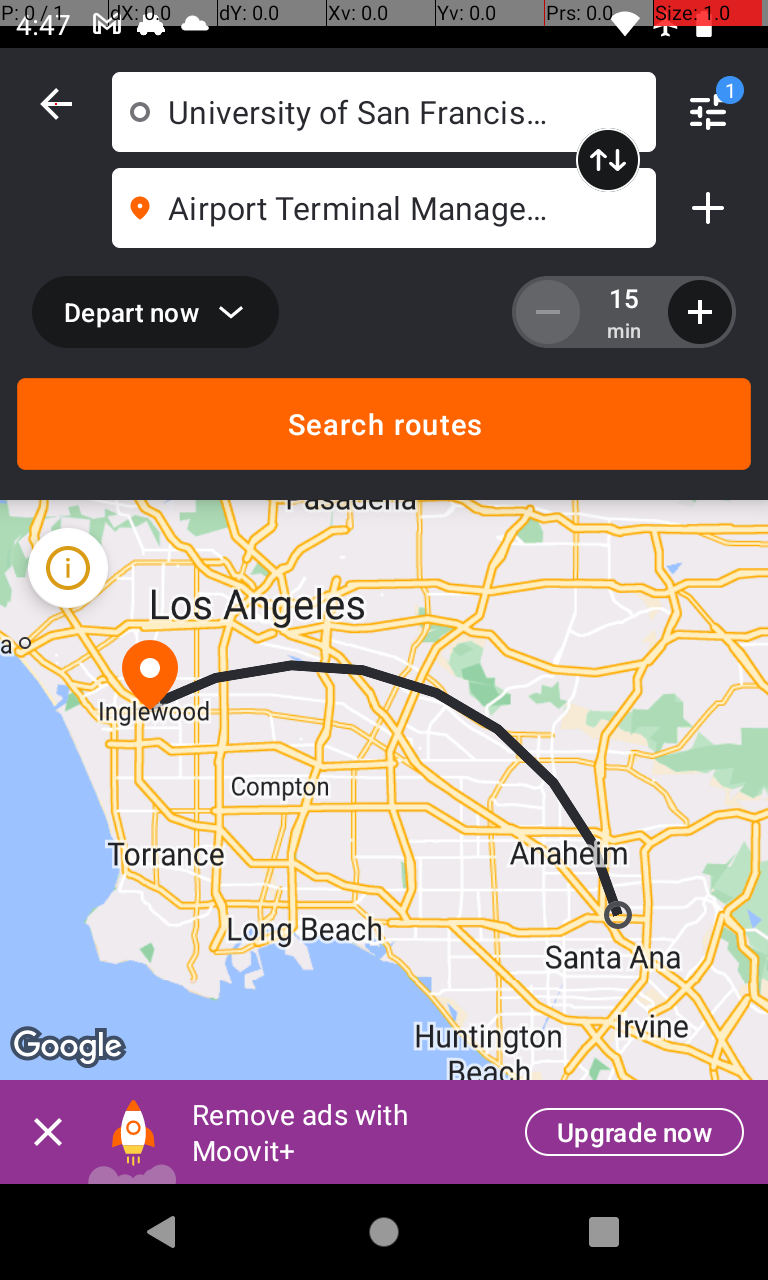 P: 0 / 1 dX: 0.0 dY: 0.0 Xv: 0.0 Yv: 0.0 Prs: 0.0 Size: 1.0
4:47
University of San Francis...
1
Airport Terminal Manage...
Depart now
15
min
Search routes
Pasadena
Los Angeles
a
Inglewood
Compton
Torrance
Anaheim
Long Beach
Santa Ana
Irvine
Huntington
Beach
Google
Remove ads with
Moovit+
Upgrade now